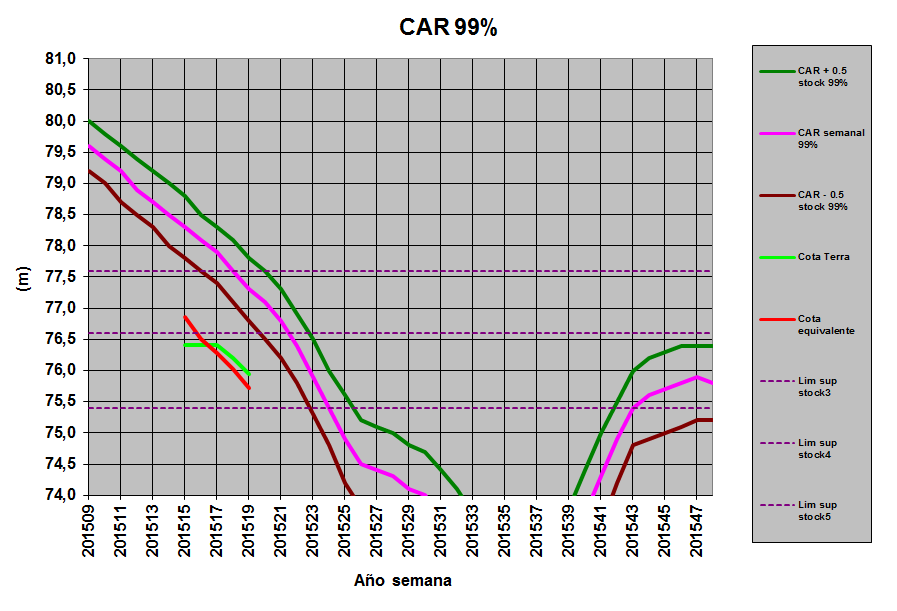 CAR 99%
81,0
80,5
80,0
79,5
79,0
78,5
78,0
77,5
77,0
76,5
76,0
75,5
75,0
74,5
74,0
(m)
201509
201511
201513
201515
201517
201519
201521
201523
201525
201527
201529
201531
201533
201535
201537
201539
201541
201543
201545
201547
Año semana
CAR + 0.5
stock 99%
CAR semanal
99%
CAR - 0.5
stock 99%
Cota Terra
Cota
equivalente
Lim sup
stock3
Lim sup
stock4
Lim sup
stock5